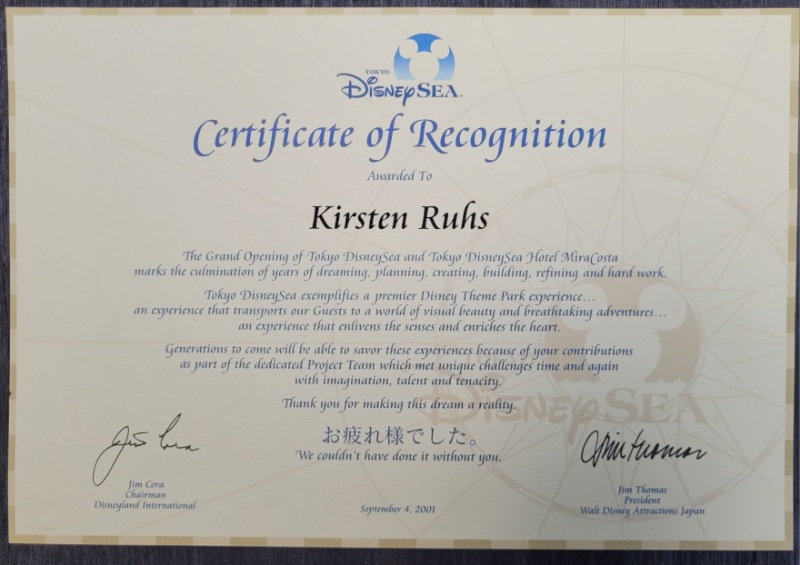 TOKYO
DISNEYSEA.
Certificate of Recognition
Awarded To
Kirsten Ruhs
The Grand Opening of Tokyo DisneySea and Tokyo DisneySea Hotel MiraCosta
marks the culmination of years of dreaming, planning, creating, building, refining and hard work.
Tokyo DisneySea exemplifies a premier Disney Theme Park experience...
an experience that transports our Guests to a world of visual beauty and breathtaking adventures...
an experience that enlivens the senses and enriches the heart.
Generations to come will be able to savor these experiences because of your contributions
as part of the dedicated Project Team which met unique challenges time and again
with imagination, talent and tenacity.
Thank you for making this dream a reality.
DISNEYSEA
お疲れ様でした。
We couldn't have done it without you.
Jim Cora
Jim Cora
Chairman
Disneyland International
September 4, 2001
Jim Thomas
Jim Thomas
President
Walt Disney Attractions Japan